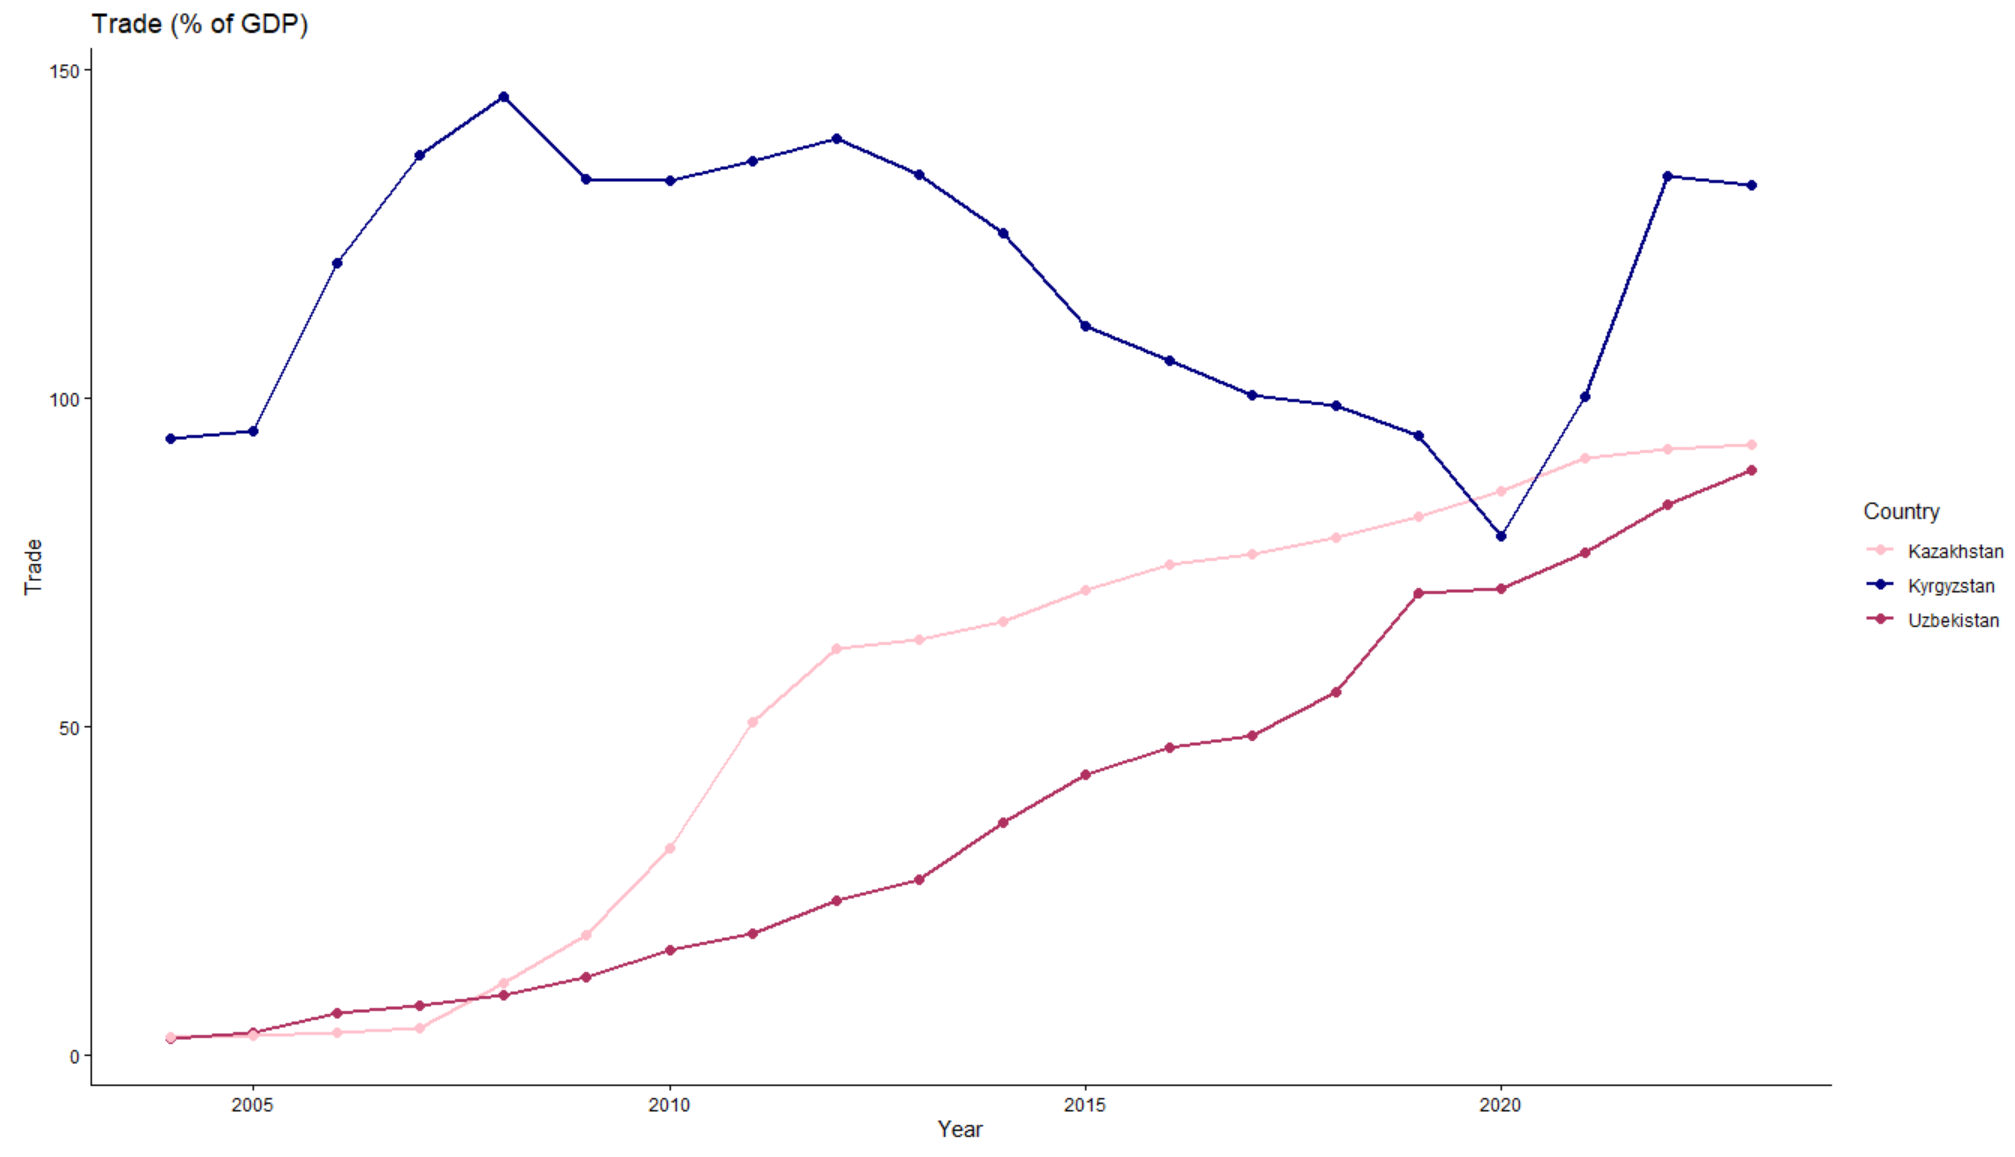 Trade (% of GDP)
150
100
50
0
Trade
2005
2010
2015
2020
Year
Country
Kazakhstan
Kyrgyzstan
Uzbekistan